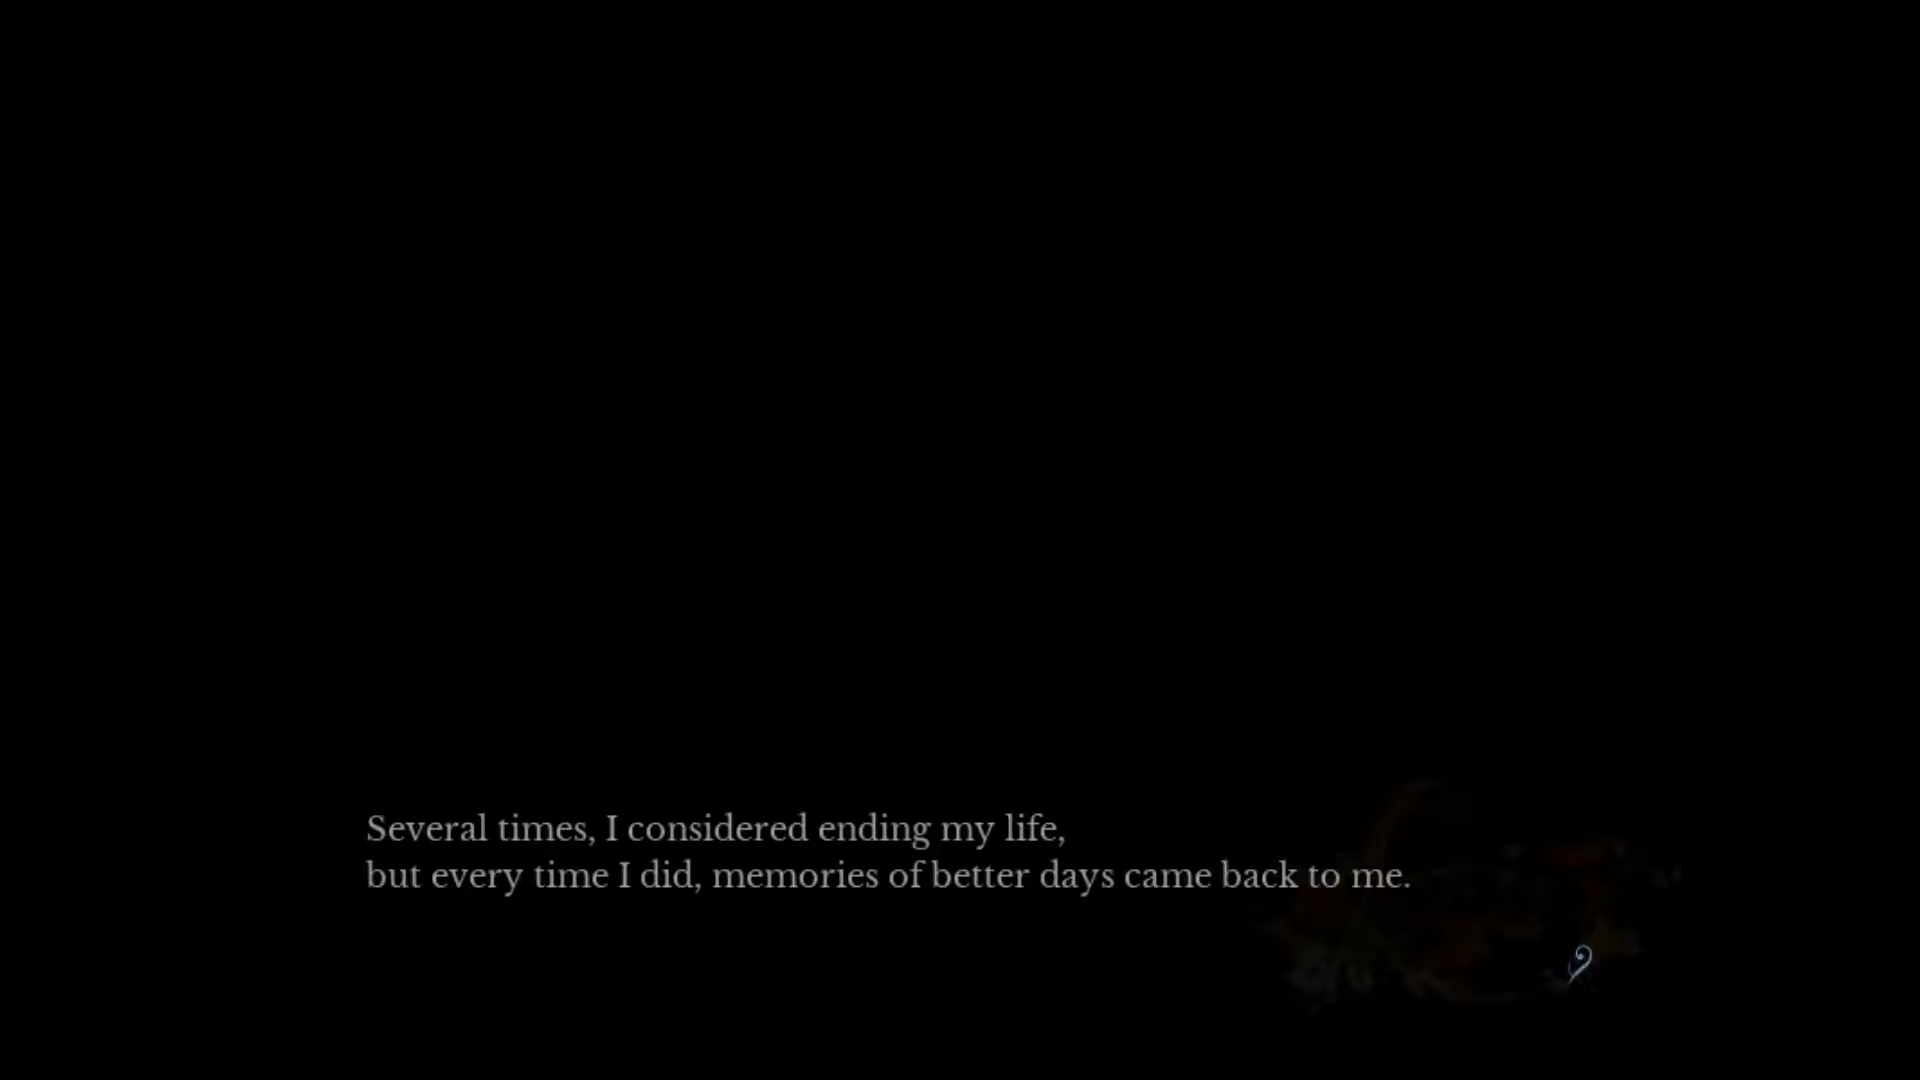 Several times, I considered ending my life,
but every time I did, memories of better days came back to me.